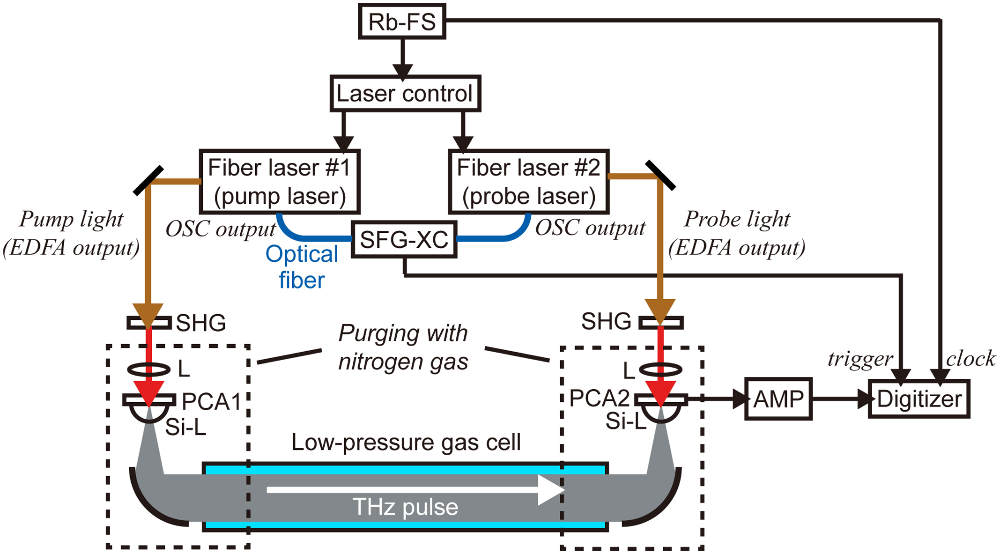 Rb-FS
Laser control
Fiber laser #1
(pump laser)
Fiber laser #2
(probe laser)
Pump light
(EDFA output)
OSC output
SFG-XC
OSC output
Probe light
(EDFA output)
Optical
fiber
SHG
SHG
Purging with
nitrogen gas
trigger
clock
L
L
PCA1
PCA2
AMP
Digitizer
Si-L
Si-L
Low-pressure gas cell
THz pulse